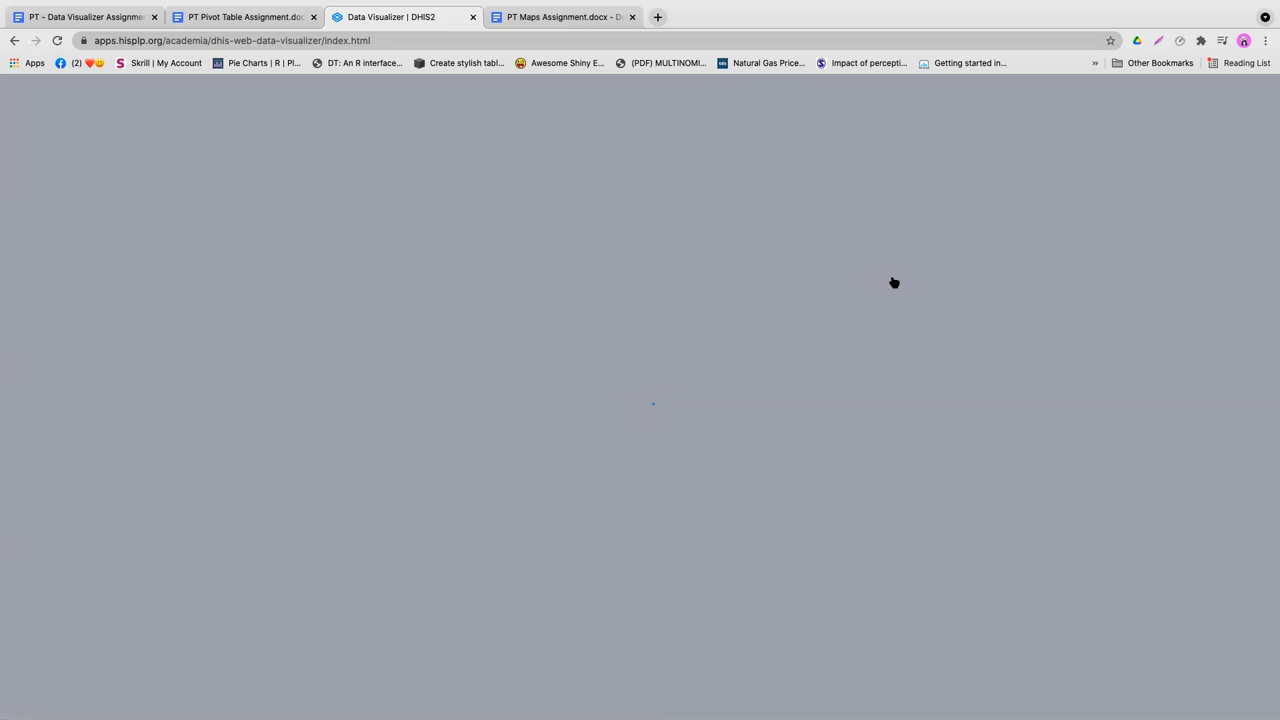 PT - Data Visualizer Assignme
PT Pivot Table Assignment.doc
Data Visualizer | DHIS2
PT Maps Assignment.docx - D
apps.hisplp.org/academia/dhis-web-data-visualizer/index.html
Apps
(2) ❤️😊
Skrill | My Account
Pie Charts | R | Pl...
DT: An R interface...
Create stylish tabl...
Awesome Shiny E...
(PDF) MULTINOMI...
Natural Gas Price...
Impact of percepti...
Getting started in...
»
Other Bookmarks
Reading List